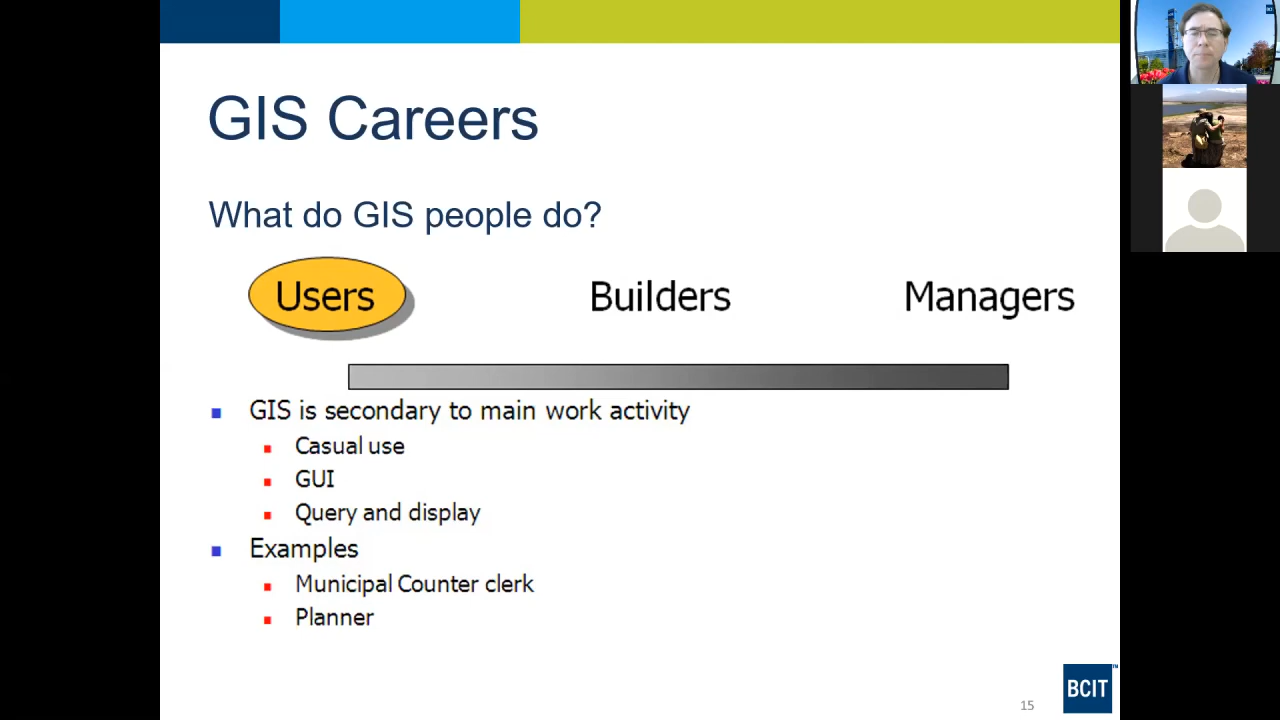 GIS Careers
What do GIS people do?
Users
Builders
Managers
GIS is secondary to main work activity
Casual use
GUI
Query and display
Examples
Municipal Counter clerk
Planner
15
BCIT™
BCIT